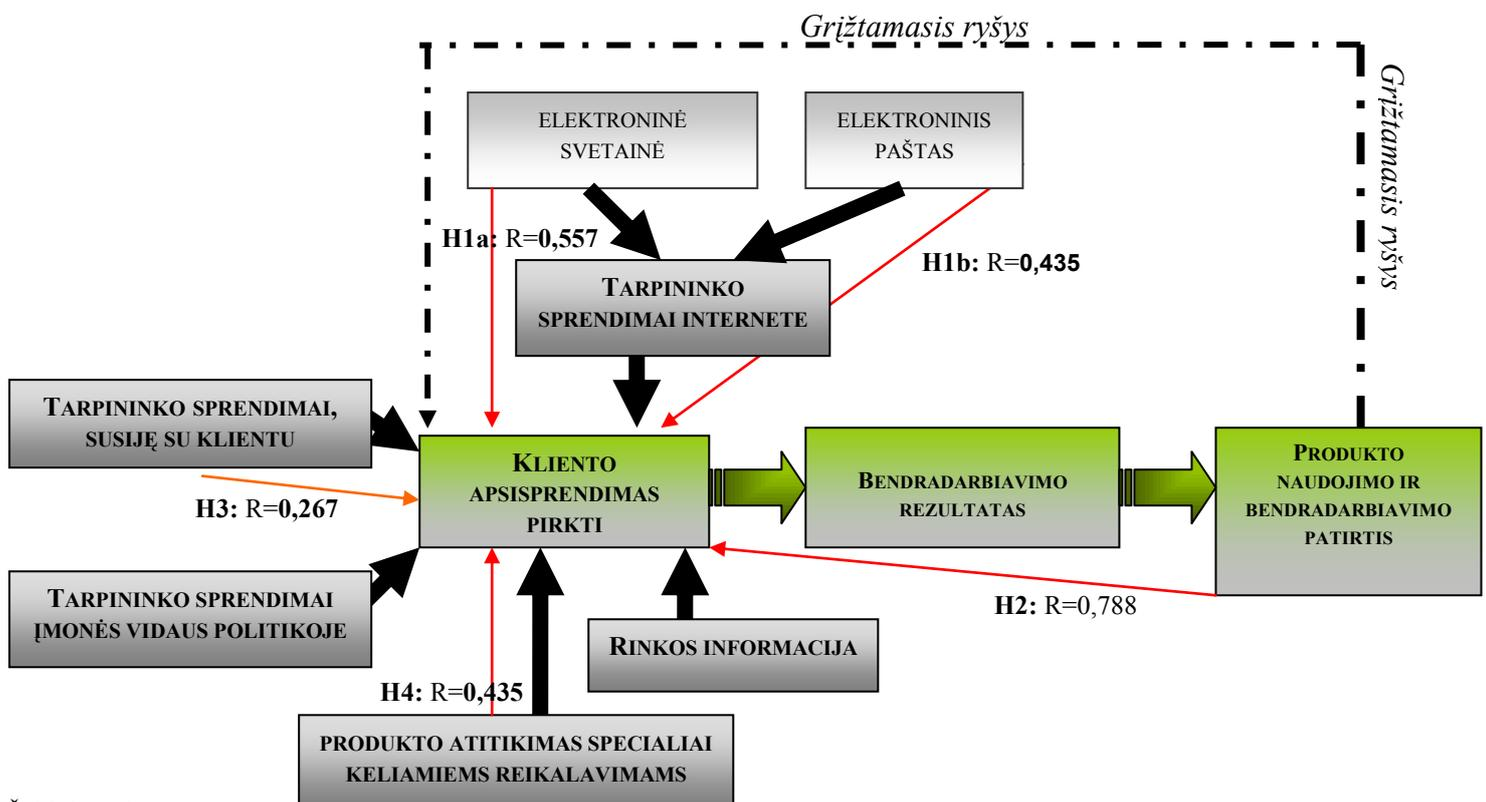 Grįžtamasis ryšys
Grįžtamasis ryšys
ELEKTRONINĖ
SVETAINĖ
ELEKTRONINIS
PAŠTAS
H1a: R=0,557
H1b: R=0,435
TARPININKO
SPRENDIMAI INTERNETE
TARPININKO SPRENDIMAI,
SUSIJĘ SU KLIENTU
KLIENTO
APSISPRENDIMAS
PIRKTI
BENDRADARBIAVIMO
REZULTATAS
PRODUKTO
NAUDOJIMO IR
BENDRADARBIAVIMO
PATIRTIS
H3: R=0,267
TARPININKO SPRENDIMAI
ĮMONĖS VIDAUS POLITIKOJE
H2: R=0,788
RINKOS INFORMACIJA
H4: R=0,435
PRODUKTO ATITIKIMAS SPECIALIAI
KELIAMIEMS REIKALAVIMAMS